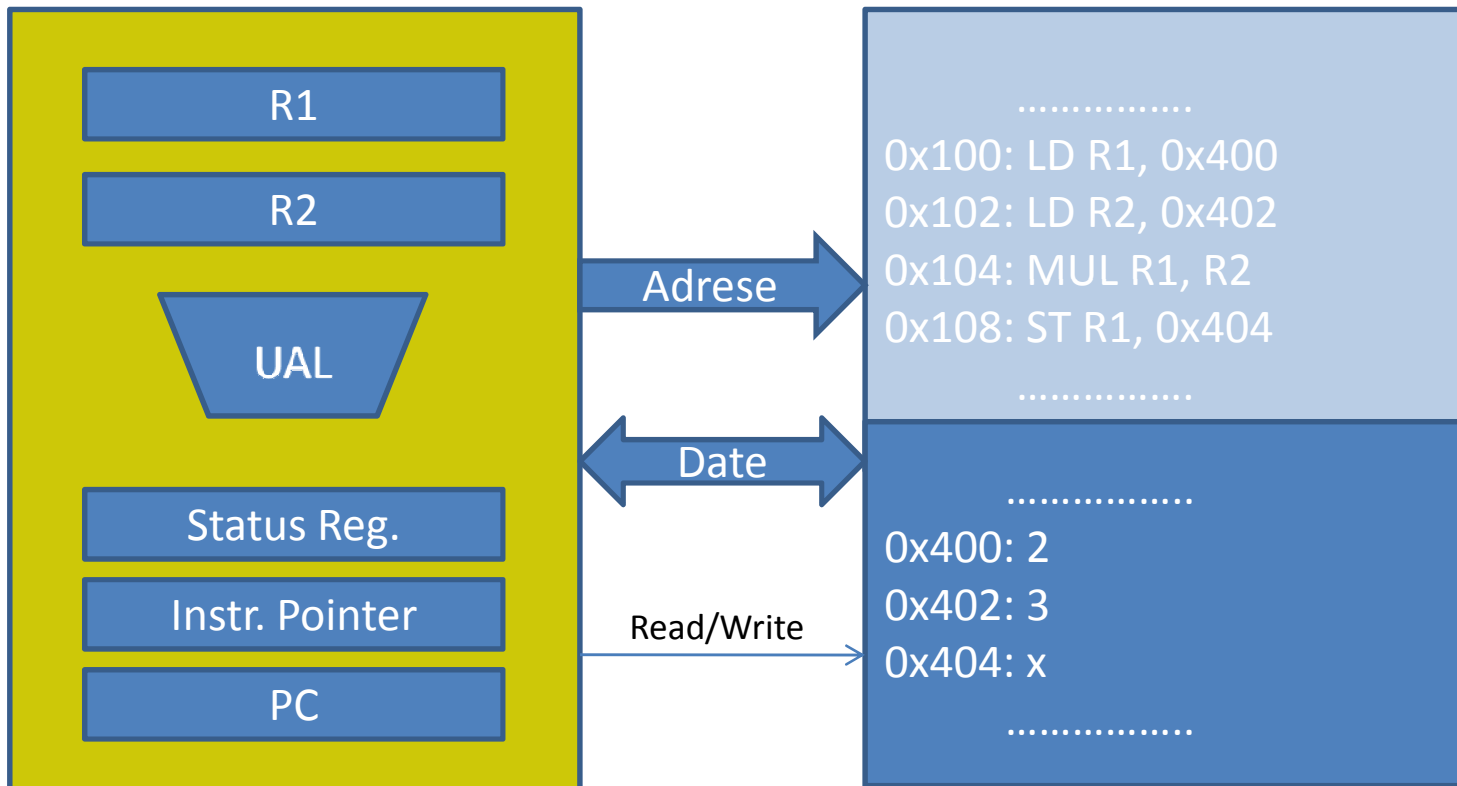 R1
R2
UAL
Status Reg.
Instr. Pointer
PC
Adrese
Date
Read/Write
................
0x100: LD R1, 0x400
0x102: LD R2, 0x402
0x104: MUL R1, R2
0x108: ST R1, 0x404
................
.................
0x400: 2
0x402: 3
0x404: x
.................